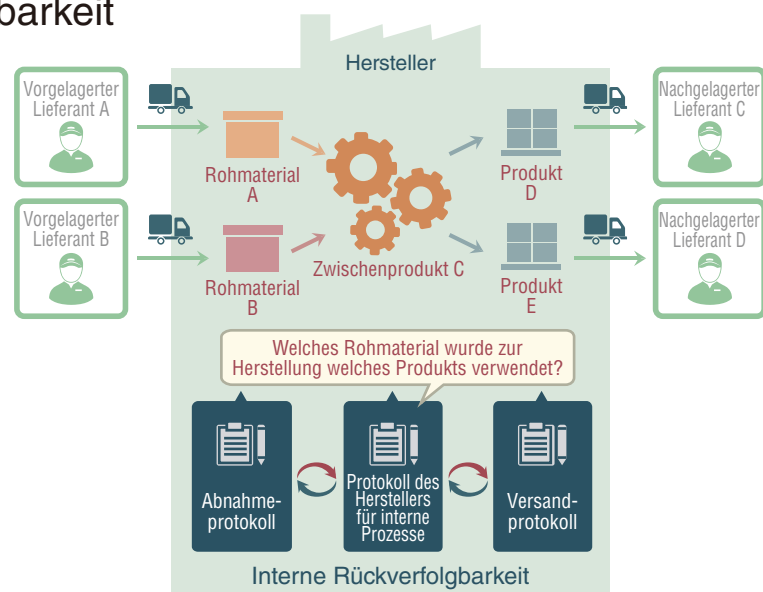 barkeit
Hersteller
Vorgelagerter
Lieferant A
Rohmaterial
A
Produkt
D
Nachgelagerter
Lieferant C
Vorgelagerter
Lieferant B
Rohmaterial
B
Zwischenprodukt C
Produkt
E
Nachgelagerter
Lieferant D
Welches Rohmaterial wurde zur
Herstellung welches Produkts verwendet?
Abnahme-
protokoll
Protokoll des
Herstellers
für interne
Prozesse
Versand-
protokoll
Interne Rückverfolgbarkeit